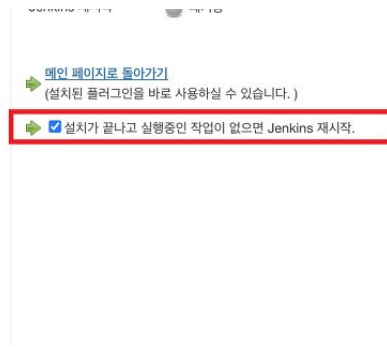 메인 페이지로 돌아가기
(설치된 플러그인을 바로 사용하실 수 있습니다. )
설치가 끝나고 실행중인 작업이 없으면 Jenkins 재시작.